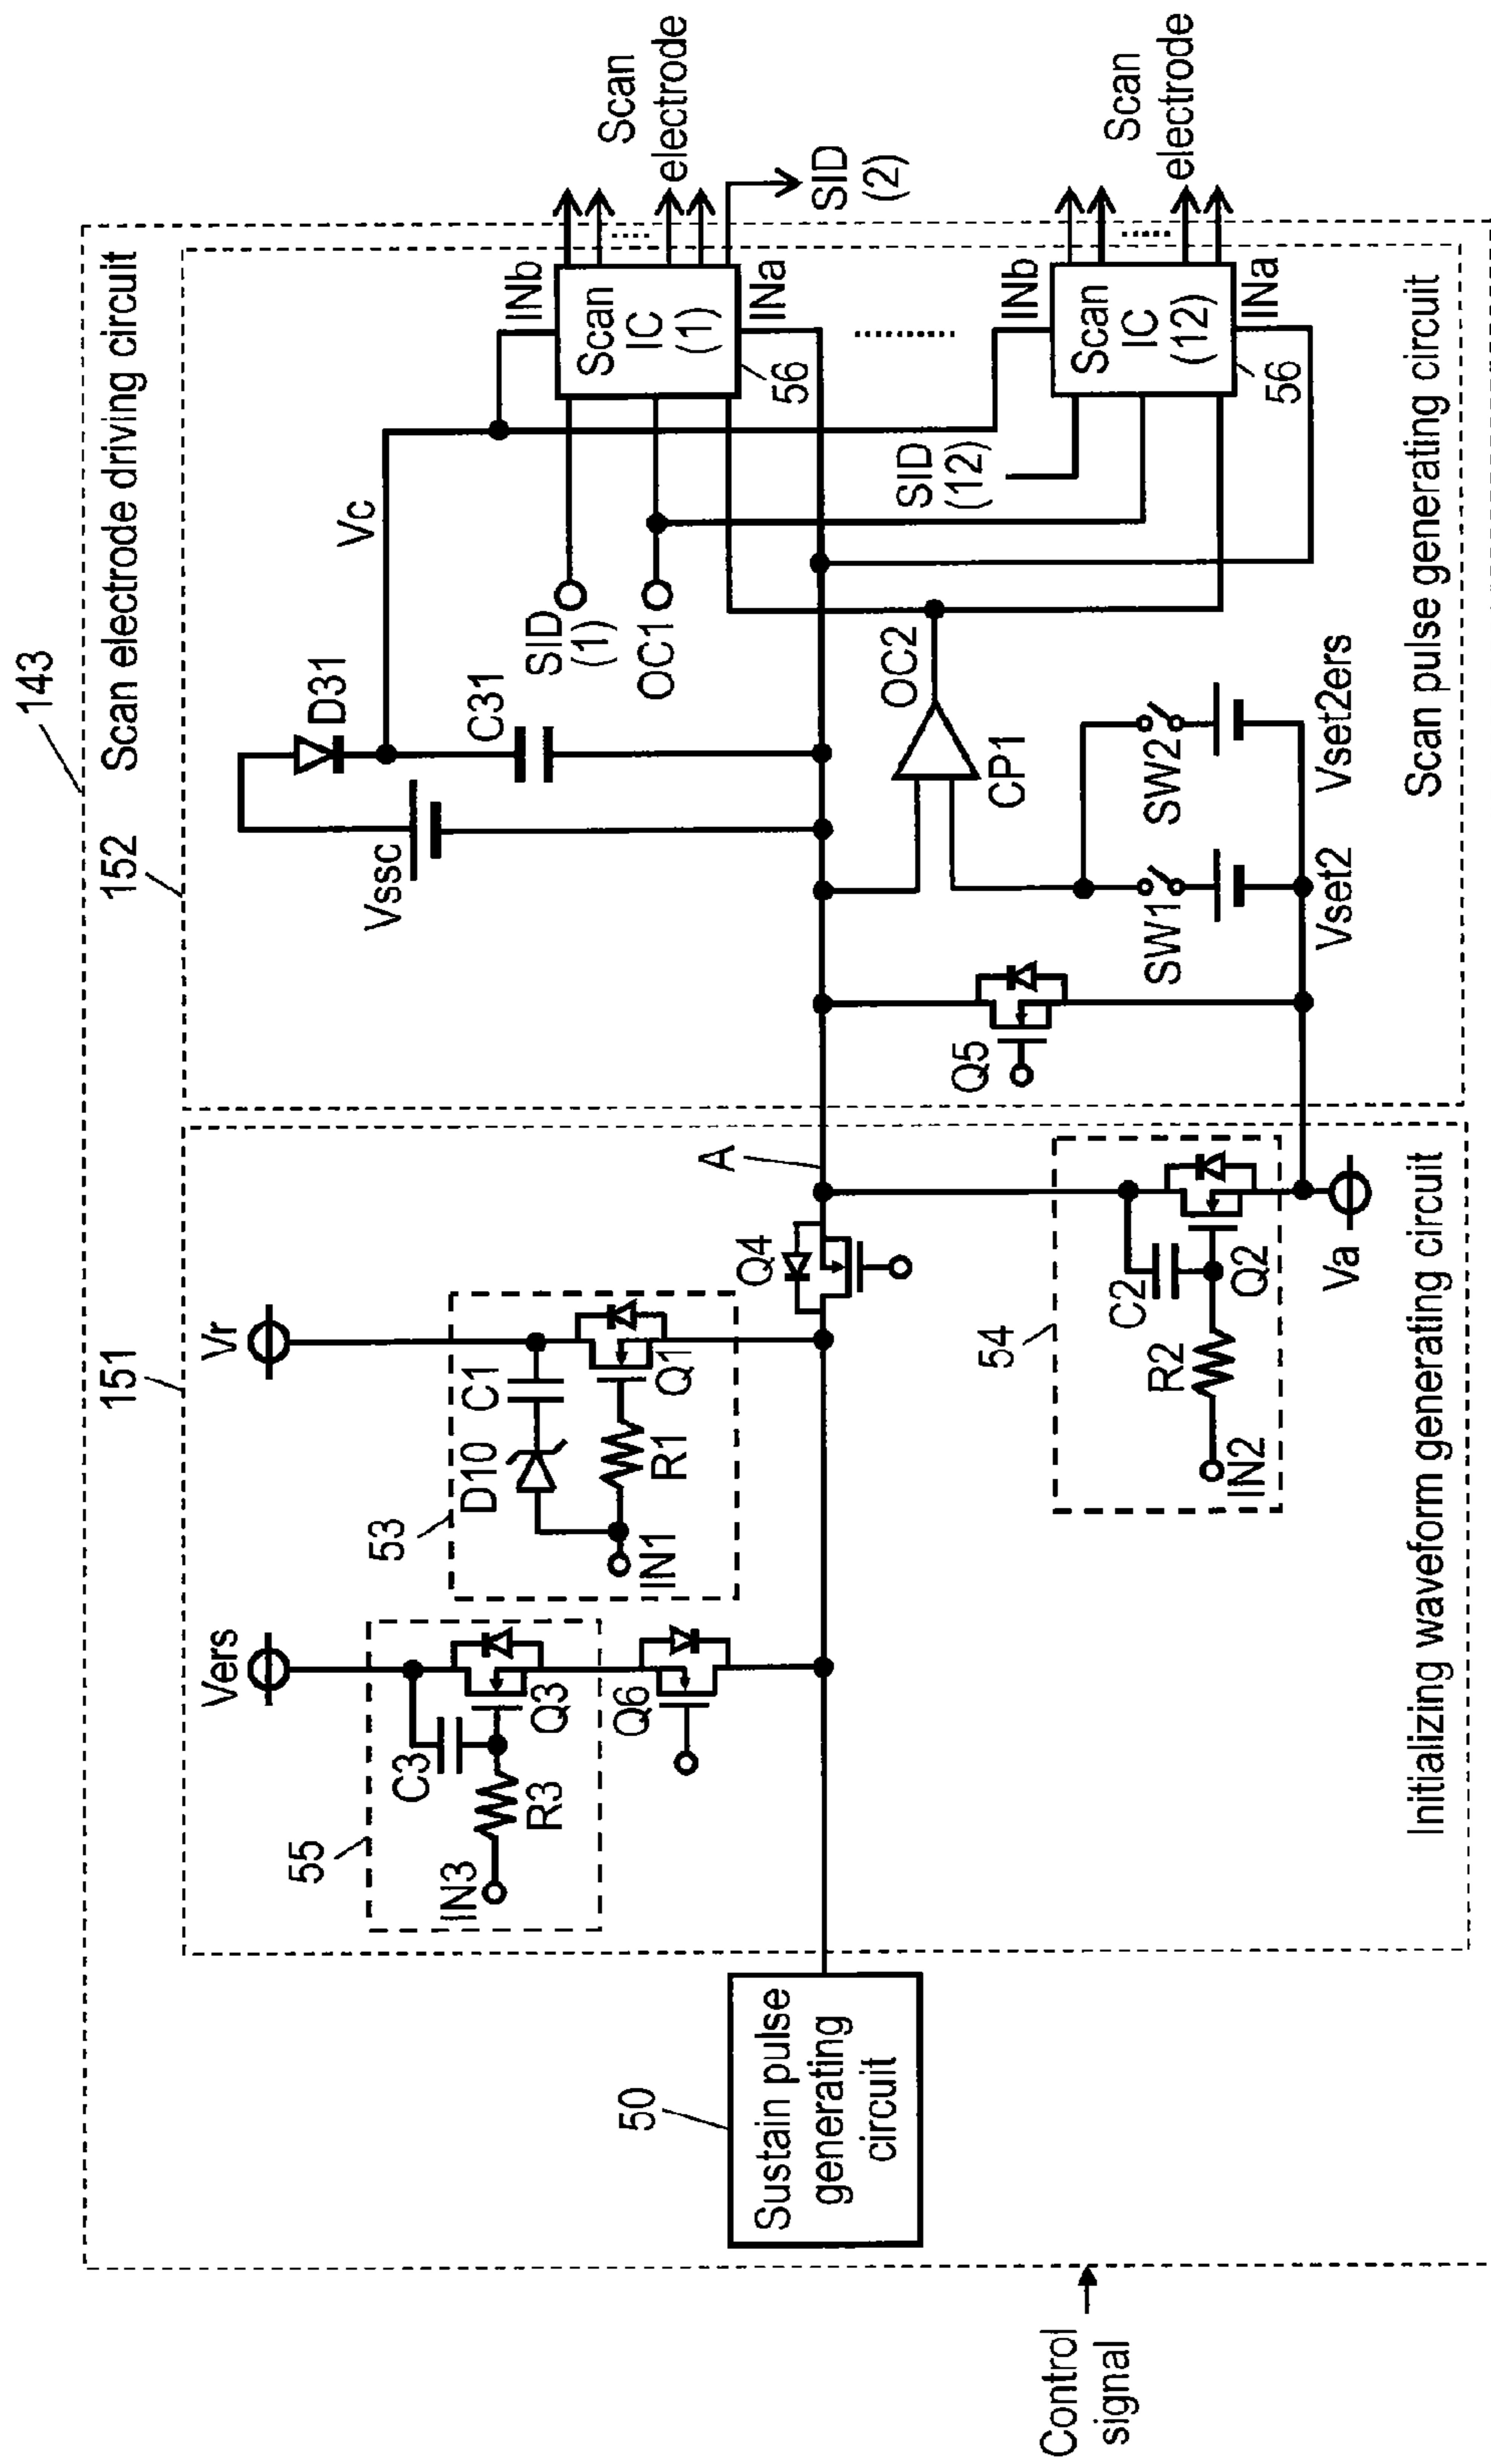 143
Scan electrode driving circuit
151
152
Vers
Vr
Vssc
D31
Vc
55
53
C3
Q3
IN3
R3
D10
C1
Q1
R1
IN1
Q6
Q4
A
C31
SID
(1)
OC1
INb
Scan
IC
(1)
INa
56
Scan
electrode
SID
(2)
50
Sustain pulse
generating
circuit
54
C2
R2
Q2
IN2
Va
Q5
OC2
CP1
SW1
SW2
Vset2
Vset2ers
SID
(12)
INb
Scan
IC
(12)
INa
56
Scan
electrode
Initializing waveform generating circuit
Scan pulse generating circuit
Control
signal